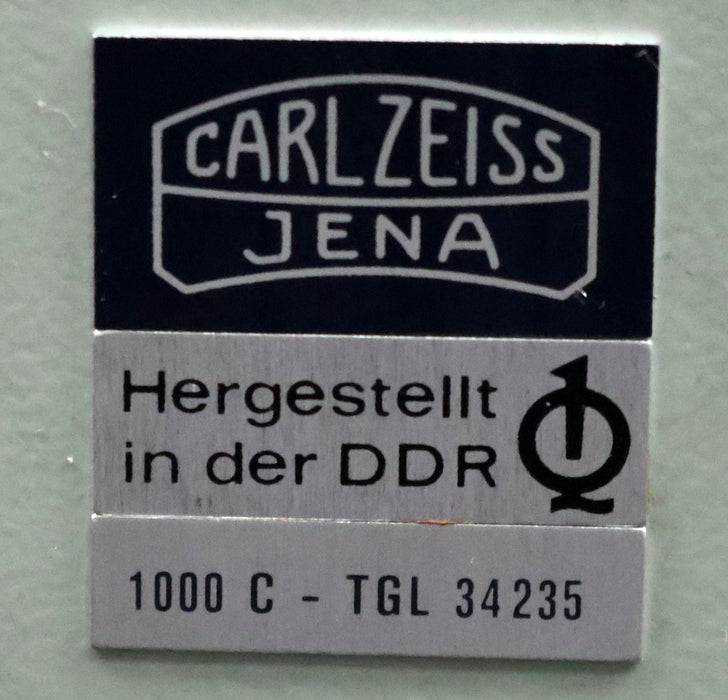 CARL ZEISS
JENA
Hergestellt
in der DDR
1000 C - TGL 34235